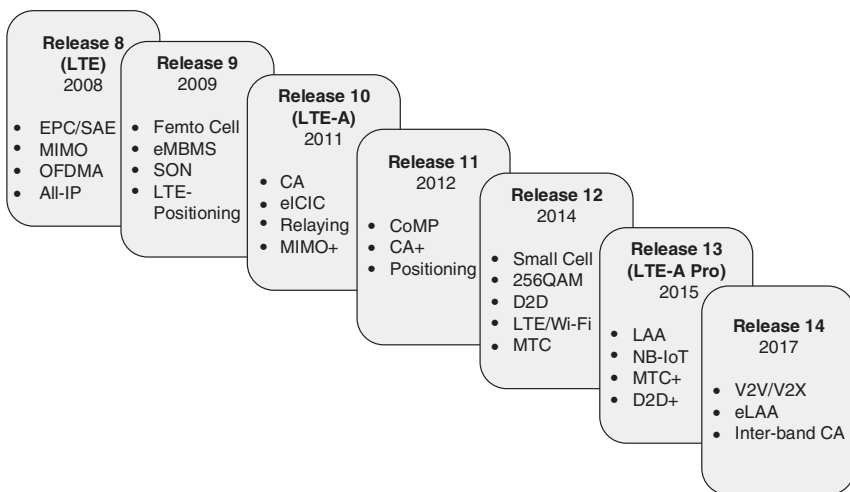 Release 8
(LTE)
2008
• EPC/SAE
• MIMO
• OFDMA
• All-IP
Release 9
2009
• Femto Cell
• eMBMS
• SON
• LTE-
Positioning
Release 10
(LTE-A)
2011
• CA
• eICIC
• Relaying
• MIMO+
Release 11
2012
• CoMP
• CA+
• Positioning
Release 12
2014
• Small Cell
• 256QAM
• D2D
• LTE/Wi-Fi
• MTC
Release 13
(LTE-A Pro)
2015
• LAA
• NB-IoT
• MTC+
• D2D+
Release 14
2017
• V2V/V2X
• eLAA
• Inter-band CA